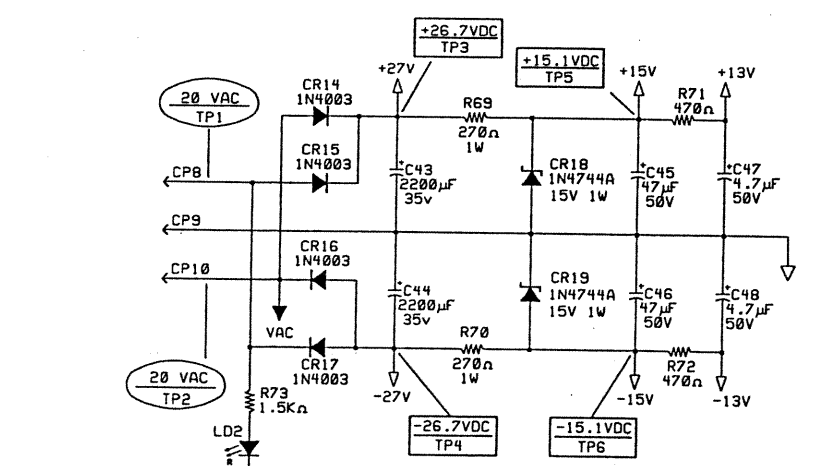 +26.7VDC
TP3
+15.1VDC
TP5
+27V
+15V
+13V
20 VAC
TP1
CR14
1N4003
R69
270Ω
1W
R71
470Ω
CR15
1N4003
CP8
C43
2200µF
35v
CR18
1N4744A
15V 1W
C45
47µF
50V
C47
4.7µF
50V
CP9
CR16
1N4003
CP10
C44
2200µF
35v
CR19
1N4744A
15V 1W
C46
47µF
50V
C48
4.7µF
50V
VAC
R70
270Ω
1W
CR17
1N4003
R72
470Ω
20 VAC
TP2
R73
1.5KΩ
-27V
-15V
-13V
-26.7VDC
TP4
-15.1VDC
TP6
LD2
R